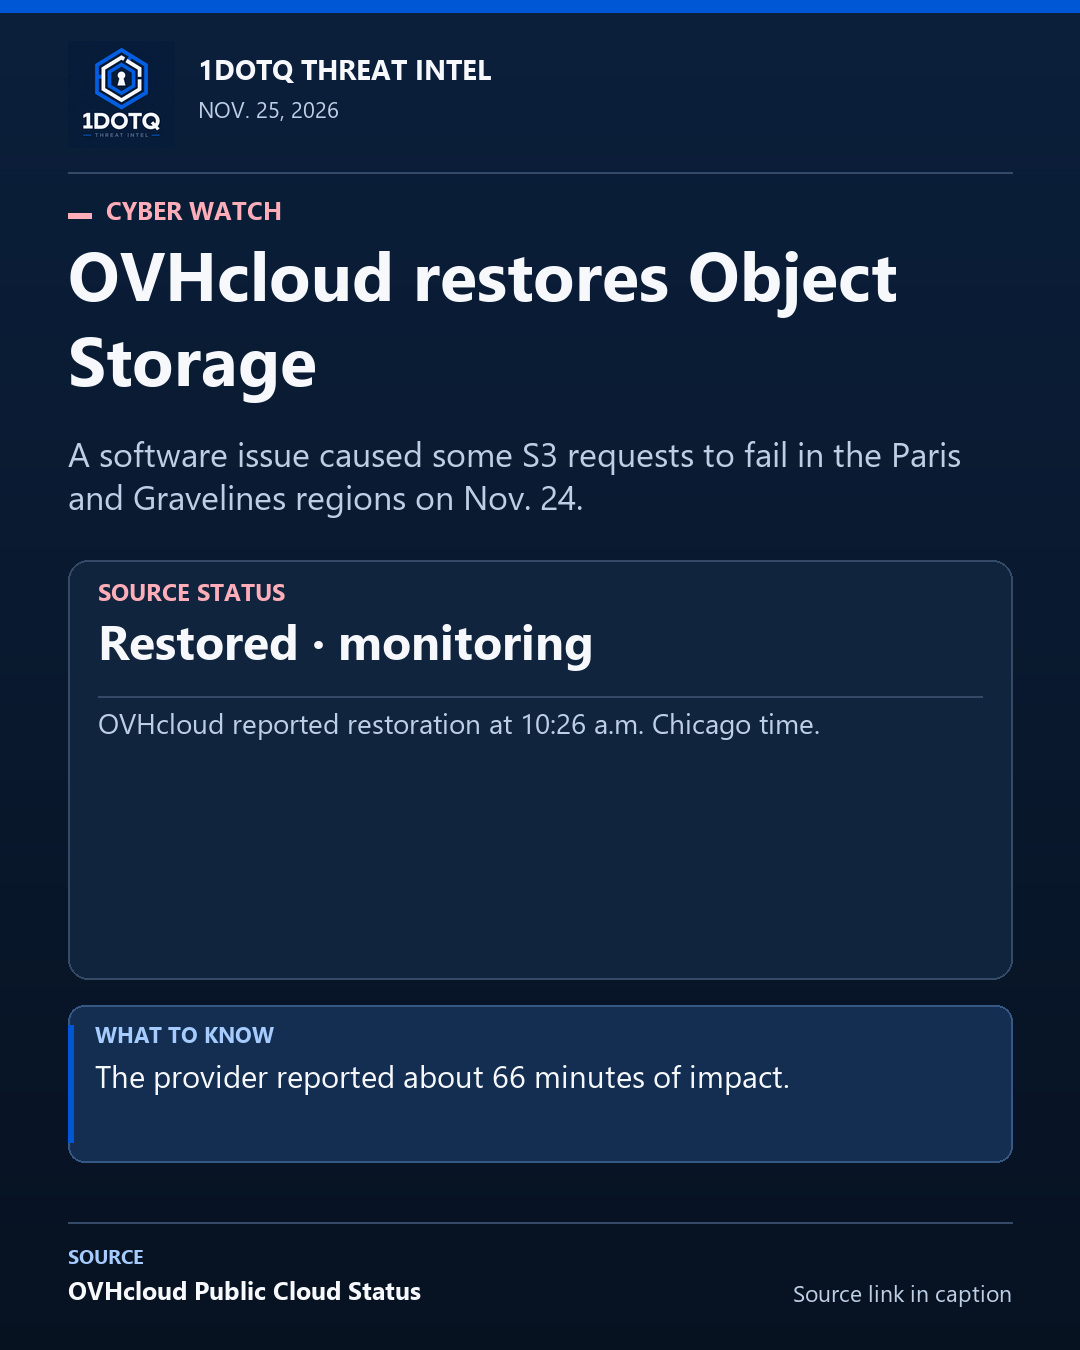 1DOTQ
THREAT INTEL
1DOTQ THREAT INTEL
NOV. 25, 2026
CYBER WATCH
OVHcloud restores Object
Storage
A software issue caused some S3 requests to fail in the Paris
and Gravelines regions on Nov. 24.
SOURCE STATUS
Restored · monitoring
OVHcloud reported restoration at 10:26 a.m. Chicago time.
WHAT TO KNOW
The provider reported about 66 minutes of impact.
SOURCE
OVHcloud Public Cloud Status
Source link in caption